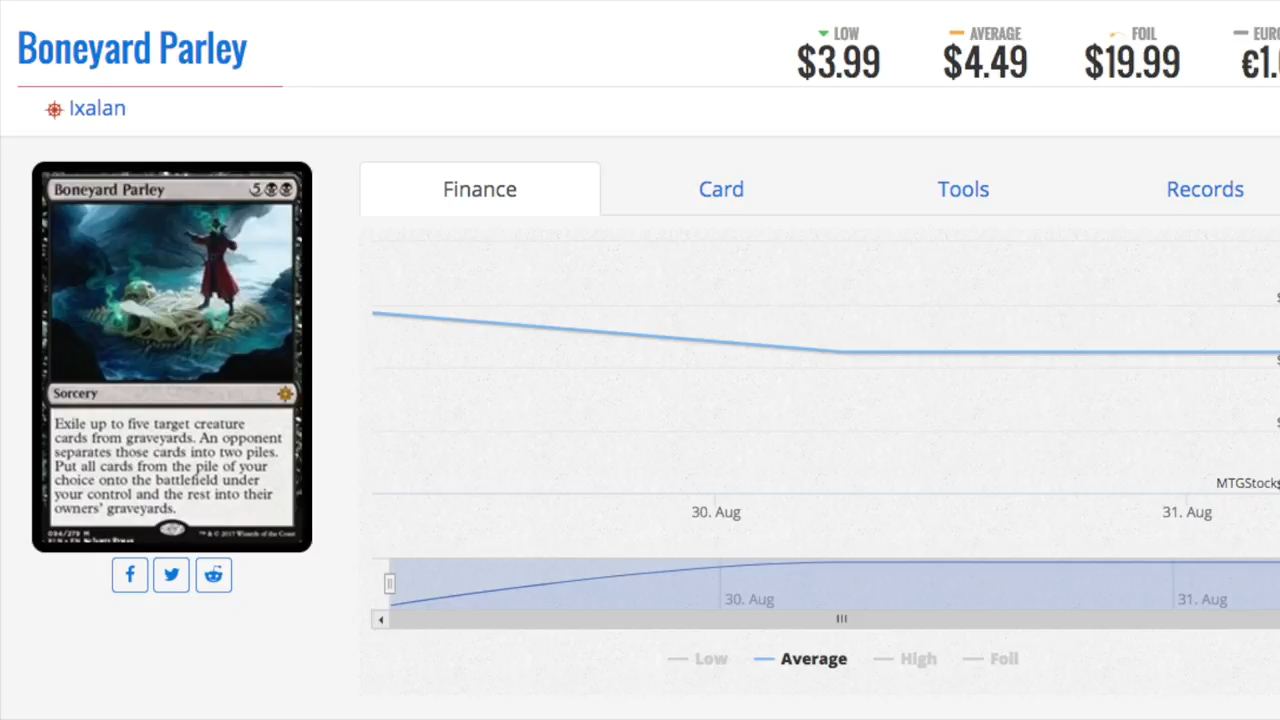 Boneyard Parley
LOW
AVERAGE
FOIL
$3.99
$4.49
$19.99
Ixalan
Finance
Card
Tools
Records
Boneyard Parley 5
Sorcery
Exile up to five target creature
cards from graveyards. An opponent
separates those cards into two piles.
Put all cards from the pile of your
choice onto the battlefield under
your control and the rest into their
owners' graveyards.
30. Aug
31. Aug
30. Aug
31. Aug
Low
Average
High
Foil